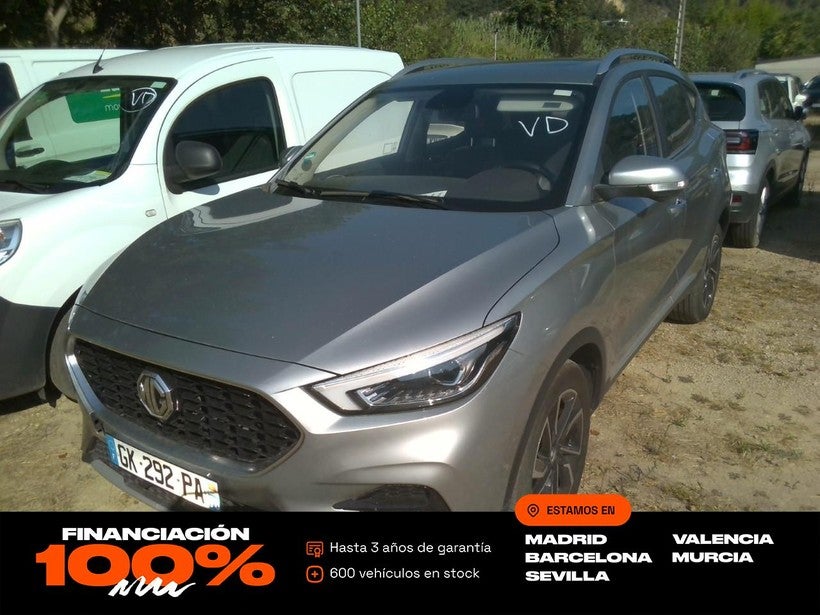 VD
VD
GK-292-PA
ESTAMOS EN
FINANCIACIÓN
100%
Hasta 3 años de garantía
600 vehículos en stock
MADRID
BARCELONA
SEVILLA
VALENCIA
MURCIA